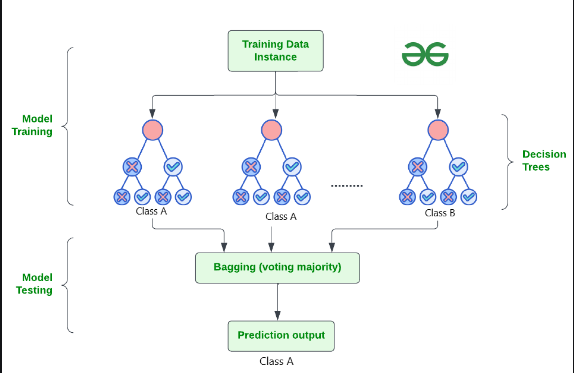 Training Data
Instance
Model
Training
Decision
Trees
.........
Class A
Class A
Class B
Model
Testing
Bagging (voting majority)
Prediction output
Class A